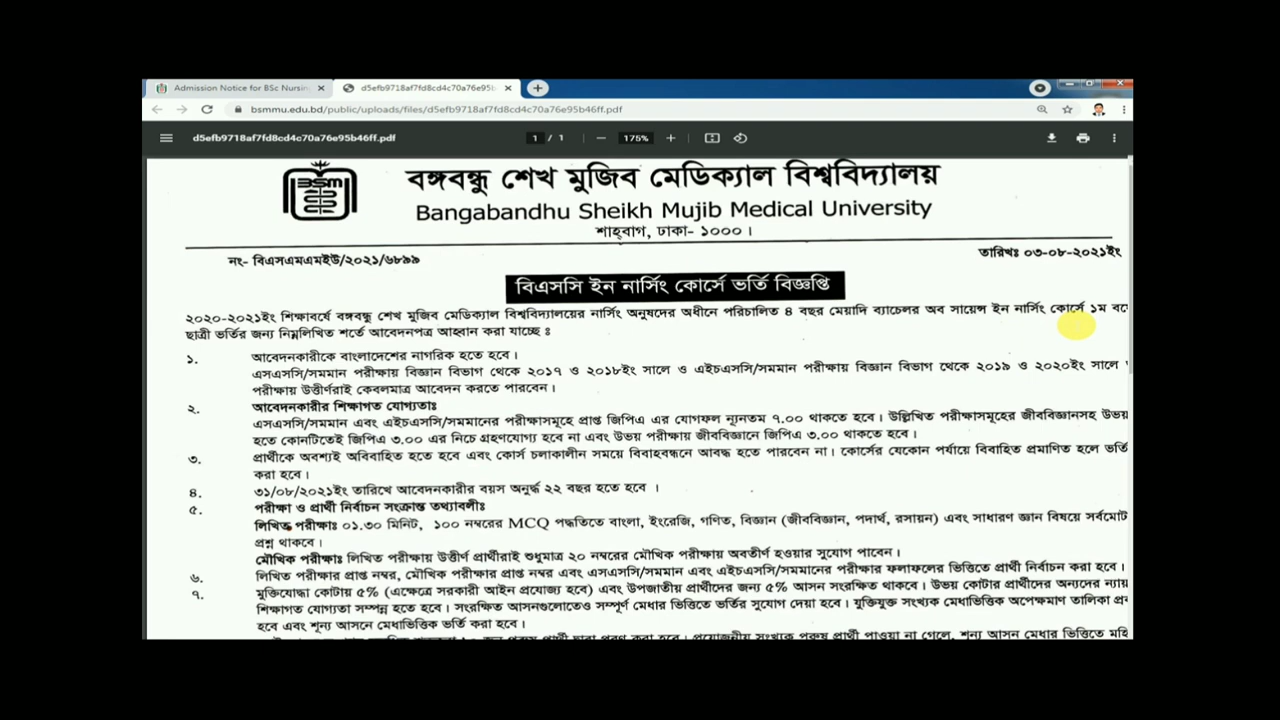 Admission Notice for BSc Nursin
d5efb9718af7fd8cd4c70a76e95b
bsmmu.edu.bd/public/uploads/files/d5efb9718af7fd8cd4c70a76e95b46ff.pdf
d5efb9718af7fd8cd4c70a76e95b46ff.pdf
1 / 1
175%
BSM
বঙ্গবন্ধু শেখ মুজিব মেডিক্যাল বিশ্ববিদ্যালয়
Bangabandhu Sheikh Mujib Medical University
শাহ্‌বাগ, ঢাকা- ১০০০।
নং- বিএসএমএমইউ/২০২১/৬৮৯৯
তারিখঃ ০৩-০৮-২০২১ইং
বিএসসি ইন নার্সিং কোর্সে ভর্তি বিজ্ঞপ্তি
২০২০-২০২১ইং শিক্ষাবর্ষে বঙ্গবন্ধু শেখ মুজিব মেডিক্যাল বিশ্ববিদ্যালয়ের নার্সিং অনুষদের অধীনে পরিচালিত ৪ বছর মেয়াদি ব্যাচেলর অব সায়েন্স ইন নার্সিং কোর্সে ১ম
ছাত্রী ভর্তির জন্য নিম্নলিখিত শর্তে আবেদনপত্র আহ্বান করা যাচ্ছে ঃ
১. আবেদনকারীকে বাংলাদেশের নাগরিক হতে হবে।
এসএসসি/সমমান পরীক্ষায় বিজ্ঞান বিভাগ থেকে ২০১৭ ও ২০১৮ইং সালে ও এইচএসসি/সমমান পরীক্ষায় বিজ্ঞান বিভাগ থেকে ২০১৯ ও ২০২০ইং সালে
পরীক্ষায় উত্তীর্ণরাই কেবলমাত্র আবেদন করতে পারবেন।
২. আবেদনকারীর শিক্ষাগত যোগ্যতাঃ
এসএসসি/সমমান এবং এইচএসসি/সমমানের পরীক্ষাসমূহে প্রাপ্ত জিপিএ এর যোগফল ন্যূনতম ৭.০০ থাকতে হবে। উল্লিখিত পরীক্ষাসমূহের জীববিজ্ঞানসহ উভয়
হতে কোনটিতেই জিপিএ ৩.০০ এর নিচে গ্রহণযোগ্য হবে না এবং উভয় পরীক্ষায় জীববিজ্ঞানে জিপিএ ৩.০০ থাকতে হবে।
৩. প্রার্থীকে অবশ্যই অবিবাহিত হতে হবে এবং কোর্স চলাকালীন সময়ে বিবাহবন্ধনে আবদ্ধ হতে পারবেন না। কোর্সের যেকোন পর্যায়ে বিবাহিত প্রমাণিত হলে ভর্তি
করা হবে।
৪. ৩১/০৮/২০২১ইং তারিখে আবেদনকারীর বয়স অনুর্দ্ধ ২২ বছর হতে হবে ।
৫. পরীক্ষা ও প্রার্থী নির্বাচন সংক্রান্ত তথ্যাবলীঃ
লিখিত পরীক্ষাঃ ০১.৩০ মিনিট, ১০০ নম্বরের MCQ পদ্ধতিতে বাংলা, ইংরেজি, গণিত, বিজ্ঞান (জীববিজ্ঞান, পদার্থ, রসায়ন) এবং সাধারণ জ্ঞান বিষয়ে সর্বমোট
প্রশ্ন থাকবে।
মৌখিক পরীক্ষাঃ লিখিত পরীক্ষায় উত্তীর্ণ প্রার্থীরাই শুধুমাত্র ২০ নম্বরের মৌখিক পরীক্ষায় অবতীর্ণ হওয়ার সুযোগ পাবেন।
৬. লিখিত পরীক্ষার প্রাপ্ত নম্বর, মৌখিক পরীক্ষার প্রাপ্ত নম্বর এবং এসএসসি/সমমান এবং এইচএসসি/সমমানের পরীক্ষার ফলাফলের ভিত্তিতে প্রার্থী নির্বাচন করা হবে।
৭. মুক্তিযোদ্ধা কোটায় ৫% (এক্ষেত্রে সরকারী আইন প্রযোজ্য হবে) এবং উপজাতীয় প্রার্থীদের জন্য ৫% আসন সংরক্ষিত থাকবে। উভয় কোটার প্রার্থীদের অন্যদের ন্যায়
শিক্ষাগত যোগ্যতা সম্পন্ন হতে হবে। সংরক্ষিত আসনগুলোতেও সম্পূর্ণ মেধার ভিত্তিতে ভর্তির সুযোগ দেয়া হবে। যুক্তিযুক্ত সংখ্যক মেধাভিত্তিক অপেক্ষমাণ তালিকা
হবে এবং শূন্য আসনে মেধাভিত্তিক ভর্তি করা হবে।
জন পুরুষ প্রার্থী দ্বারা পূরণ করা হবে। প্রয়োজনীয় সংখ্যক পুরুষ প্রার্থী পাওয়া না গেলে, শূন্য আসন মেধার ভিত্তিতে